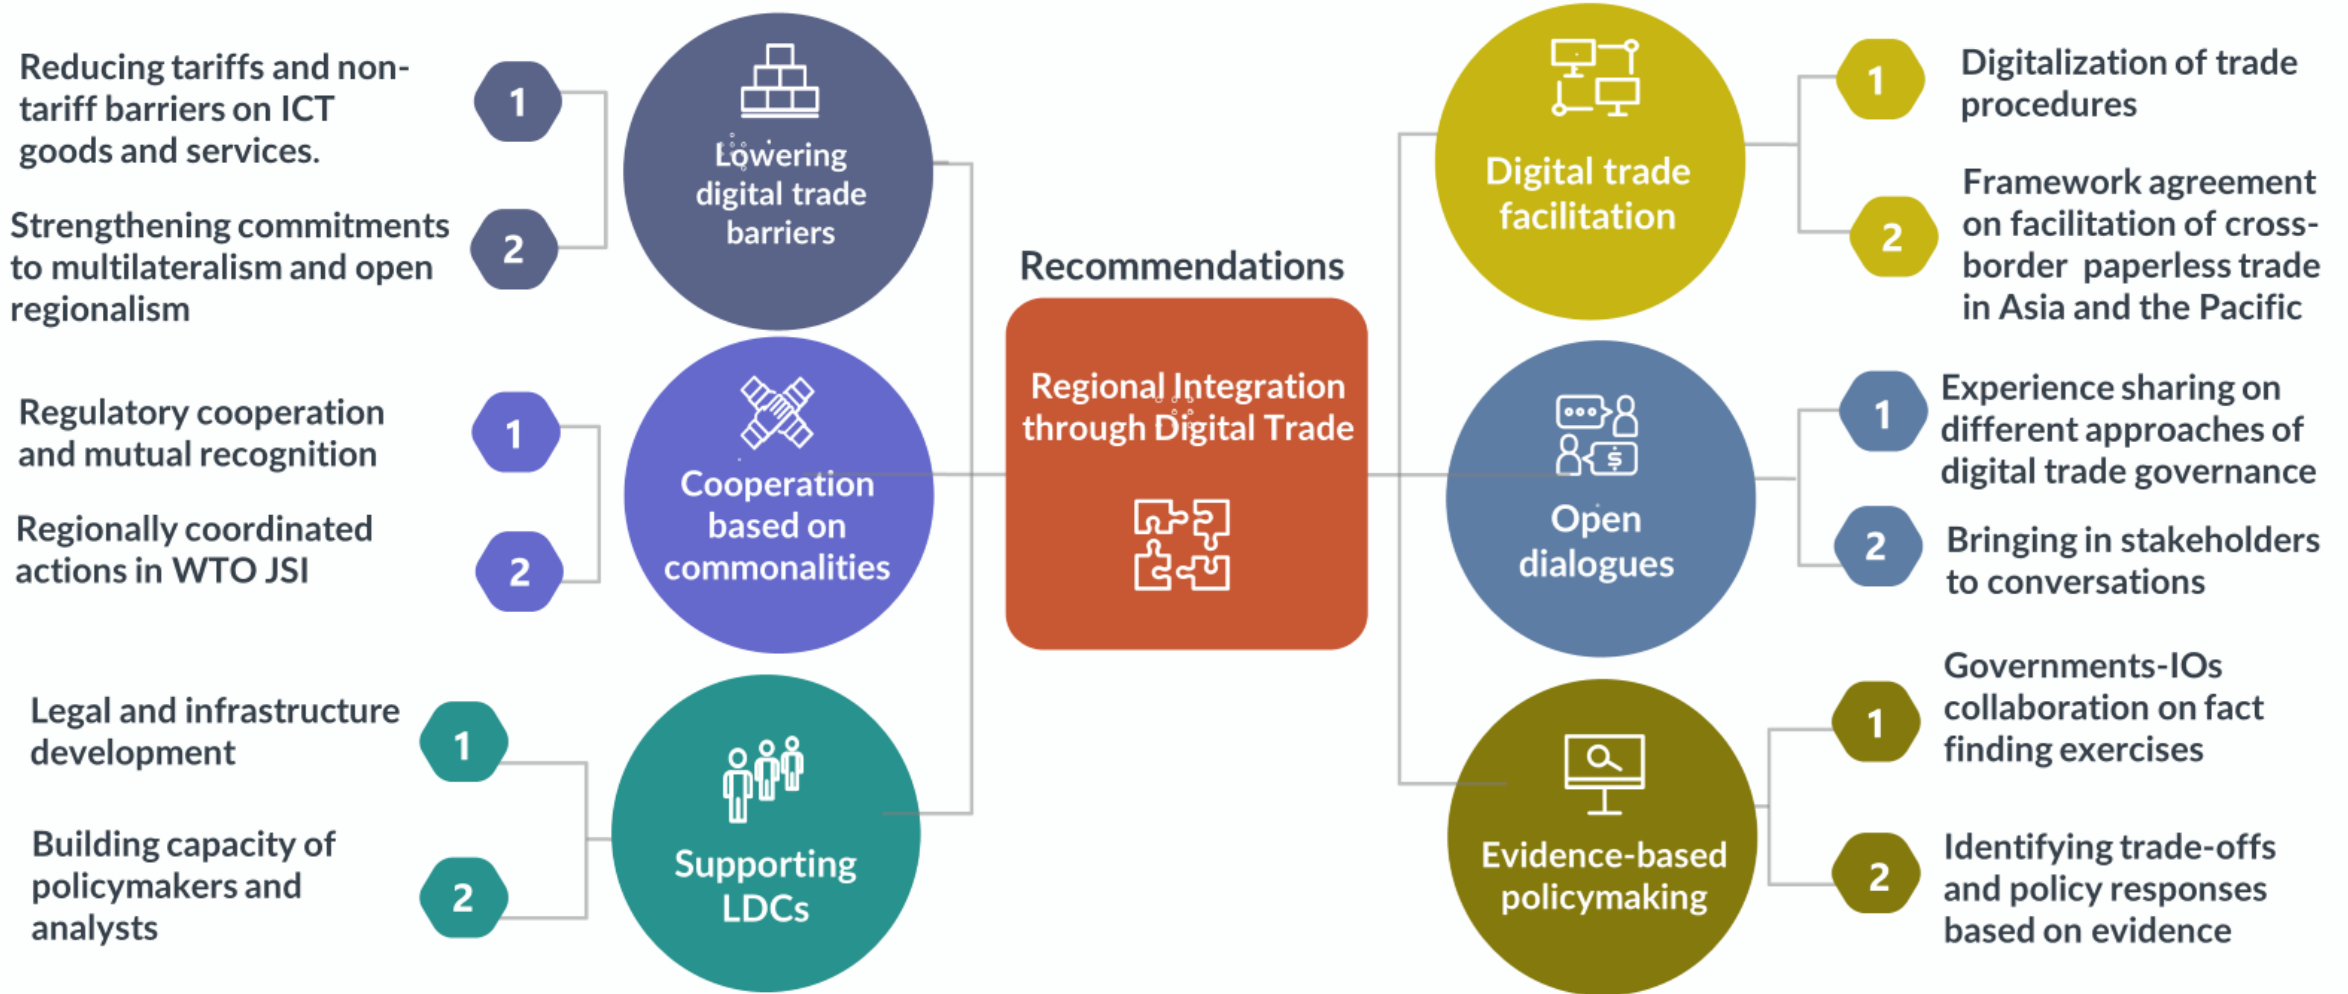 Reducing tariffs and non-
tariff barriers on ICT
goods and services.
1
Strengthening commitments
to multilateralism and open
regionalism
2
Lowering
digital trade
barriers
Regulatory cooperation
and mutual recognition
1
Regionally coordinated
actions in WTO JSI
2
Cooperation
based on
commonalities
Legal and infrastructure
development
1
Building capacity of
policymakers and
analysts
2
Supporting
LDCs
Recommendations
Regional Integration
through Digital Trade
Digital trade
facilitation
1
Digitalization of trade
procedures
2
Framework agreement
on facilitation of cross-
border paperless trade
in Asia and the Pacific
$
Open
dialogues
1
Experience sharing on
different approaches of
digital trade governance
2
Bringing in stakeholders
to conversations
Evidence-based
policymaking
1
Governments-IOs
collaboration on fact
finding exercises
2
Identifying trade-offs
and policy responses
based on evidence